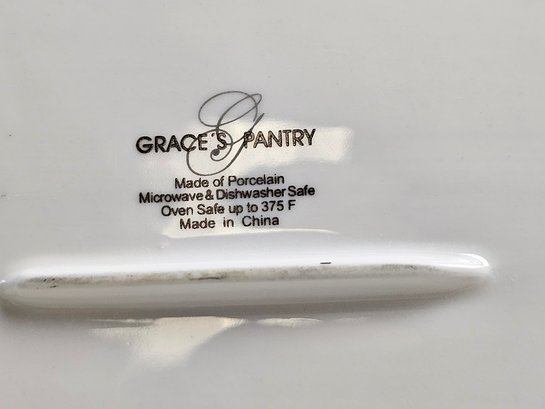 G
GRACE'S PANTRY
Made of Porcelain
Microwave & Dishwasher Safe
Oven Safe up to 375 F
Made in China